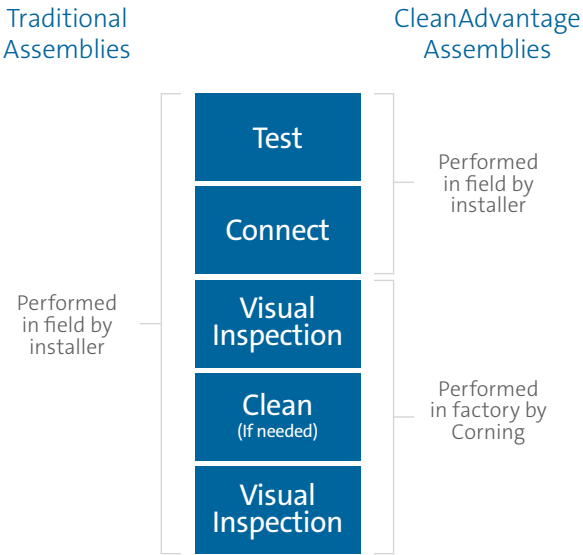 Traditional
Assemblies
CleanAdvantage
Assemblies
Test
Connect
Visual
Inspection
Clean
(If needed)
Visual
Inspection
Performed
in field by
installer
Performed
in field by
installer
Performed
in factory by
Corning